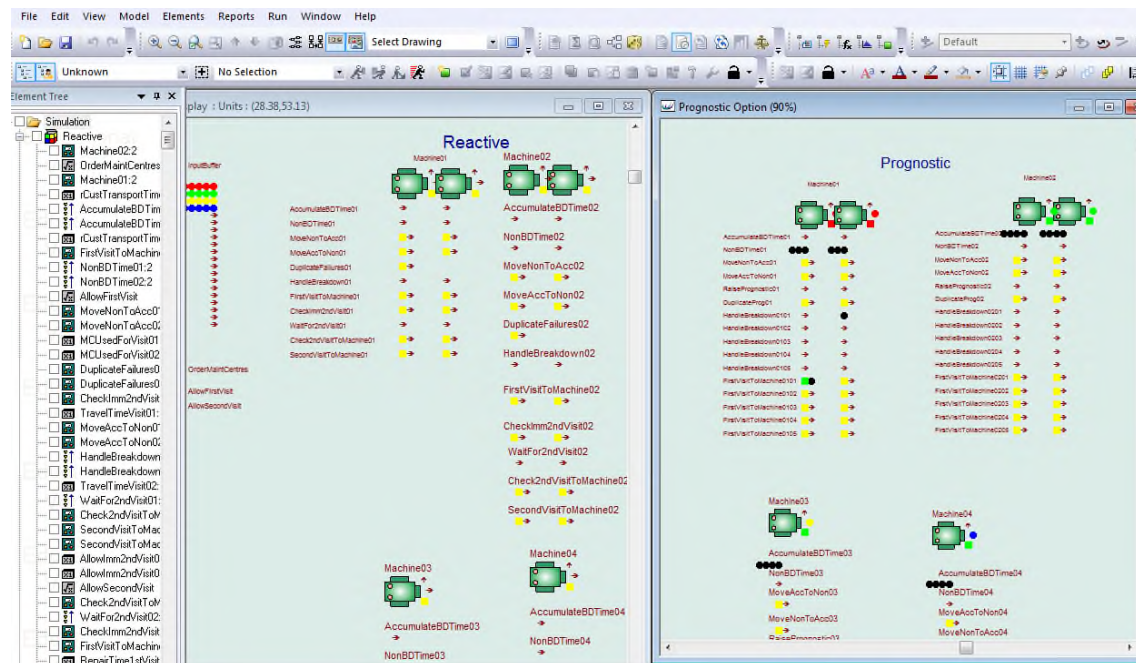 File Edit View Model Elements Reports Run Window Help
Select Drawing
Default
Unknown
No Selection
Element Tree
Simulation
Reactive
Machine02:2
OrderMaintCentres
Machine01:2
rCustTransportTim
AccumulateBDTim
AccumulateBDTim
rCustTransportTim
FirstVisitToMachin
NonBDTime01:2
NonBDTime02:2
AllowFirstVisit
MoveNonToAcc01
MoveNonToAcc02
MCUsedForVisit01
MCUsedForVisit02
DuplicateFailures0
DuplicateFailures0
CheckImm2ndVisit
TravelTimeVisit01:
MoveAccToNon01
MoveAccToNon02
HandleBreakdown
HandleBreakdown
TravelTimeVisit02:
WaitFor2ndVisit01:
Check2ndVisitToM
SecondVisitToMac
SecondVisitToMac
AllowImm2ndVisit0
AllowImm2ndVisit0
AllowSecondVisit
Check2ndVisitToM
WaitFor2ndVisit02:
CheckImm2ndVisit
FirstVisitToMachin
RepairTime1stVisit
play : Units : (28.38,53.13)
Reactive
InputBuffer
Machine01
AccumulateBDTime01
NonBDTime01
MoveNonToAcc01
MoveAccToNon01
DuplicateFailures01
HandleBreakdown01
FirstVisitToMachine01
CheckImm2ndVisit01
WaitFor2ndVisit01
Check2ndVisitToMachine01
SecondVisitToMachine01
OrderMaintCentres
AllowFirstVisit
AllowSecondVisit
Machine02
AccumulateBDTime02
NonBDTime02
MoveNonToAcc02
MoveAccToNon02
DuplicateFailures02
HandleBreakdown02
FirstVisitToMachine02
CheckImm2ndVisit02
WaitFor2ndVisit02
Check2ndVisitToMachine02
SecondVisitToMachine02
Machine03
AccumulateBDTime03
NonBDTime03
Machine04
AccumulateBDTime04
NonBDTime04
Prognostic Option (90%)
Prognostic
Machine01
AccumulateBDTime01
NonBDTime01
MoveNonToAcc01
MoveAccToNon01
RaisePrognostic01
DuplicateProg01
HandleBreakdown0101
HandleBreakdown0102
HandleBreakdown0103
HandleBreakdown0104
HandleBreakdown0105
FirstVisitToMachine0101
FirstVisitToMachine0102
FirstVisitToMachine0103
FirstVisitToMachine0104
FirstVisitToMachine0105
Machine02
AccumulateBDTime02
NonBDTime02
MoveNonToAcc02
MoveAccToNon02
RaisePrognostic02
DuplicateProg02
HandleBreakdown0201
HandleBreakdown0202
HandleBreakdown0203
HandleBreakdown0204
HandleBreakdown0205
FirstVisitToMachine0201
FirstVisitToMachine0202
FirstVisitToMachine0203
FirstVisitToMachine0204
FirstVisitToMachine0205
Machine03
AccumulateBDTime03
NonBDTime03
MoveAccToNon03
MoveNonToAcc03
RaisePrognostic03
Machine04
AccumulateBDTime04
NonBDTime04
MoveAccToNon04
MoveNonToAcc04